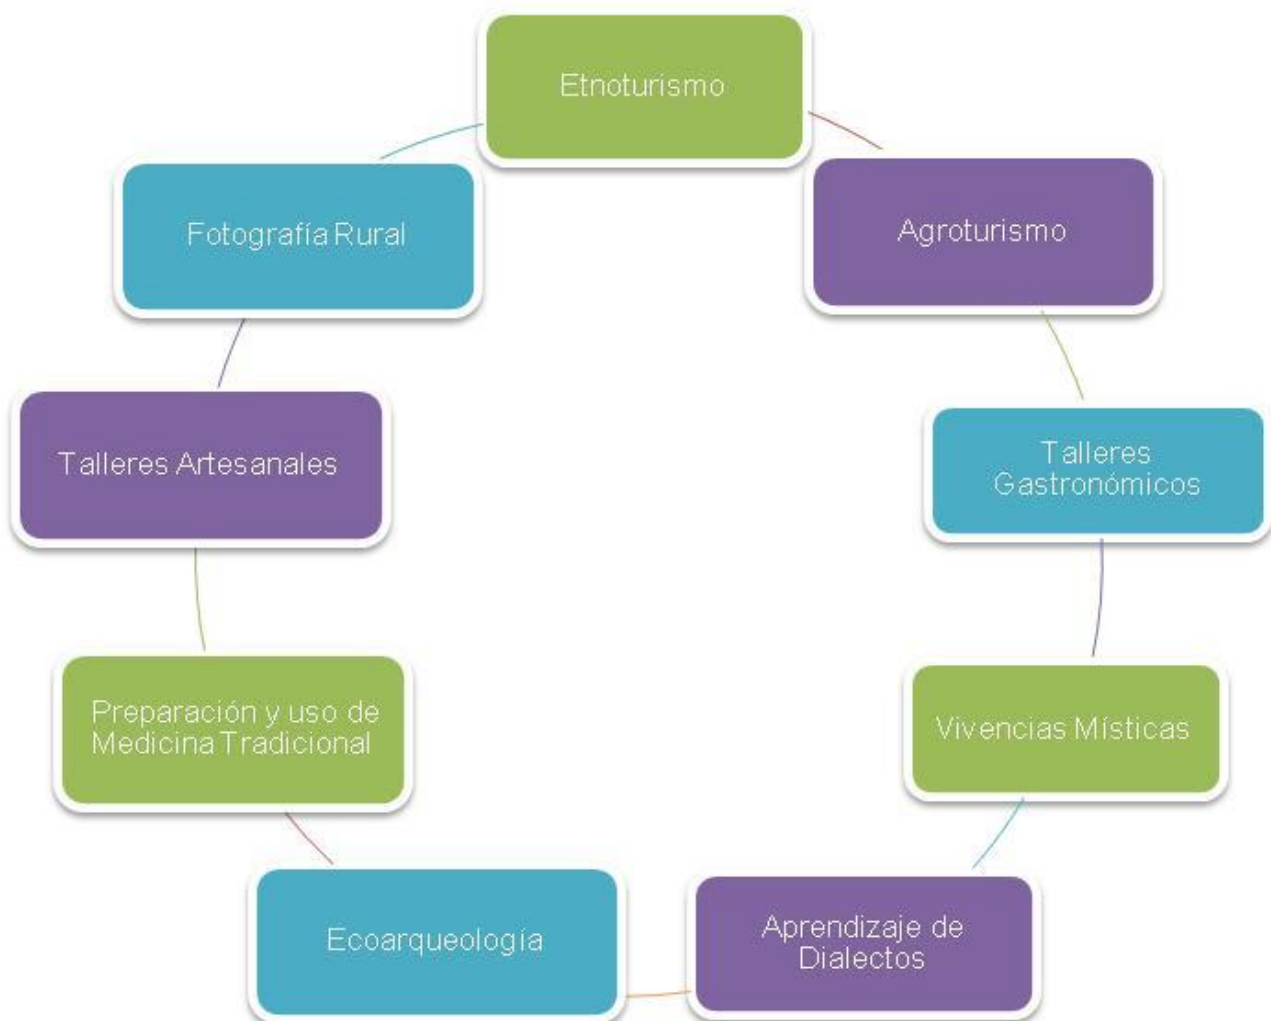 Etnoturismo
Agroturismo
Talleres
Gastronómicos
Vivencias Místicas
Aprendizaje de
Dialectos
Ecoarqueología
Preparación y uso de
Medicina Tradicional
Talleres Artesanales
Fotografía Rural